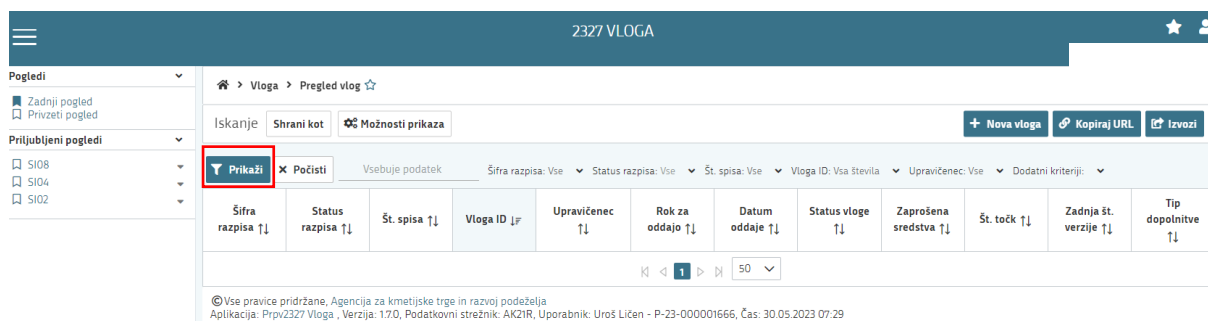 2327 VLOGA
Pogledi
Zadnji pogled
Privzeti pogled
Priljubljeni pogledi
SI08
SI04
SI02
Vloga > Pregled vlog
Iskanje Shrani kot Možnosti prikaza + Nova vloga Kopiraj URL Izvozi
Prikaži × Počisti Vsebuje podatek Šifra razpisa: Vse Status razpisa: Vse Št. spisa: Vse Vloga ID: Vsa števila Upravičenec: Vse Dodatni kriteriji:
Šifra razpisa ↑↓ Status razpisa ↑↓ Št. spisa ↑↓ Vloga ID Upravičenec ↑↓ Rok za oddajo ↑↓ Datum oddaje ↑↓ Status vloge ↑↓ Zaprošena sredstva ↑↓ Št. točk ↑↓ Zadnja št. verzije ↑↓ Tip dopolnitve ↑↓
1 50
©Vse pravice pridržane, Agencija za kmetijske trge in razvoj podeželja
Aplikacija: Prpv2327 Vloga , Verzija: 1.7.0, Podatkovni strežnik: AK21R, Uporabnik: Uroš Ličen - P-23-000001666, Čas: 30.05.2023 07:29